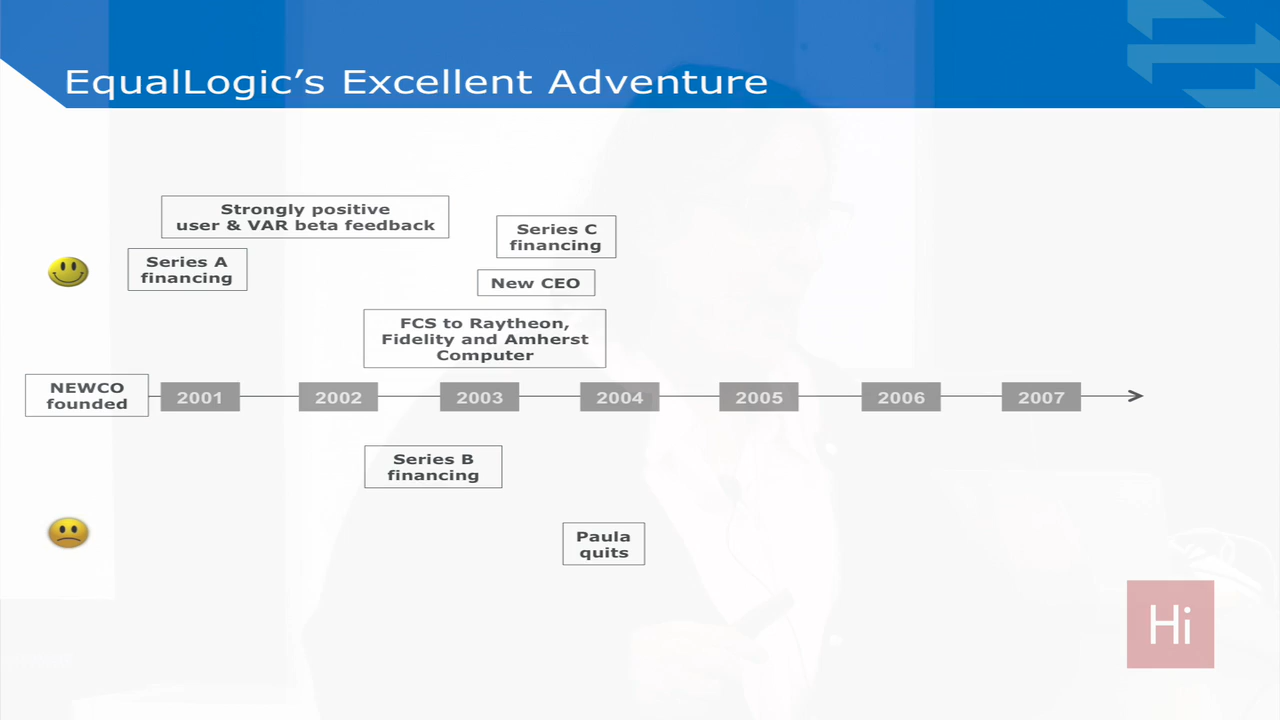 EqualLogic’s Excellent Adventure
Strongly positive
user & VAR beta feedback
Series A
financing
Series C
financing
New CEO
FCS to Raytheon,
Fidelity and Amherst
Computer
NEWCO
founded
2001
2002
2003
2004
2005
2006
2007
Series B
financing
Paula
quits
Hi